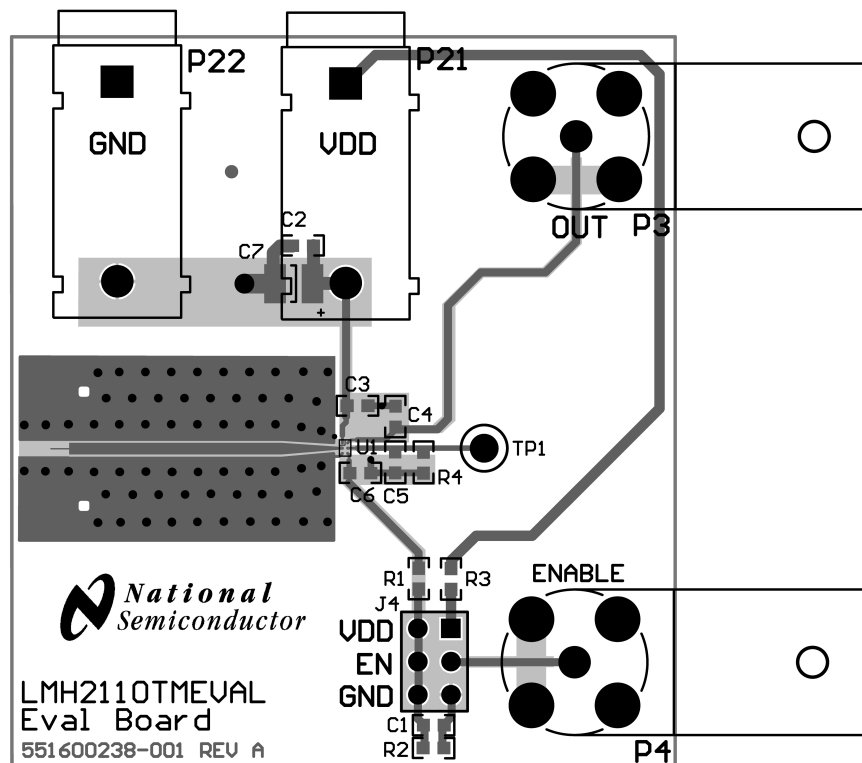 P22
P21
GND
VDD
OUT
P3
C2
C7
+
C3
C4
U1
TP1
C6
C5
R4
R1
R3
ENABLE
J4
National
Semiconductor
VDD
EN
GND
LMH2110TMEVAL
Eval Board
551600238-001 REV A
C1
R2
P4